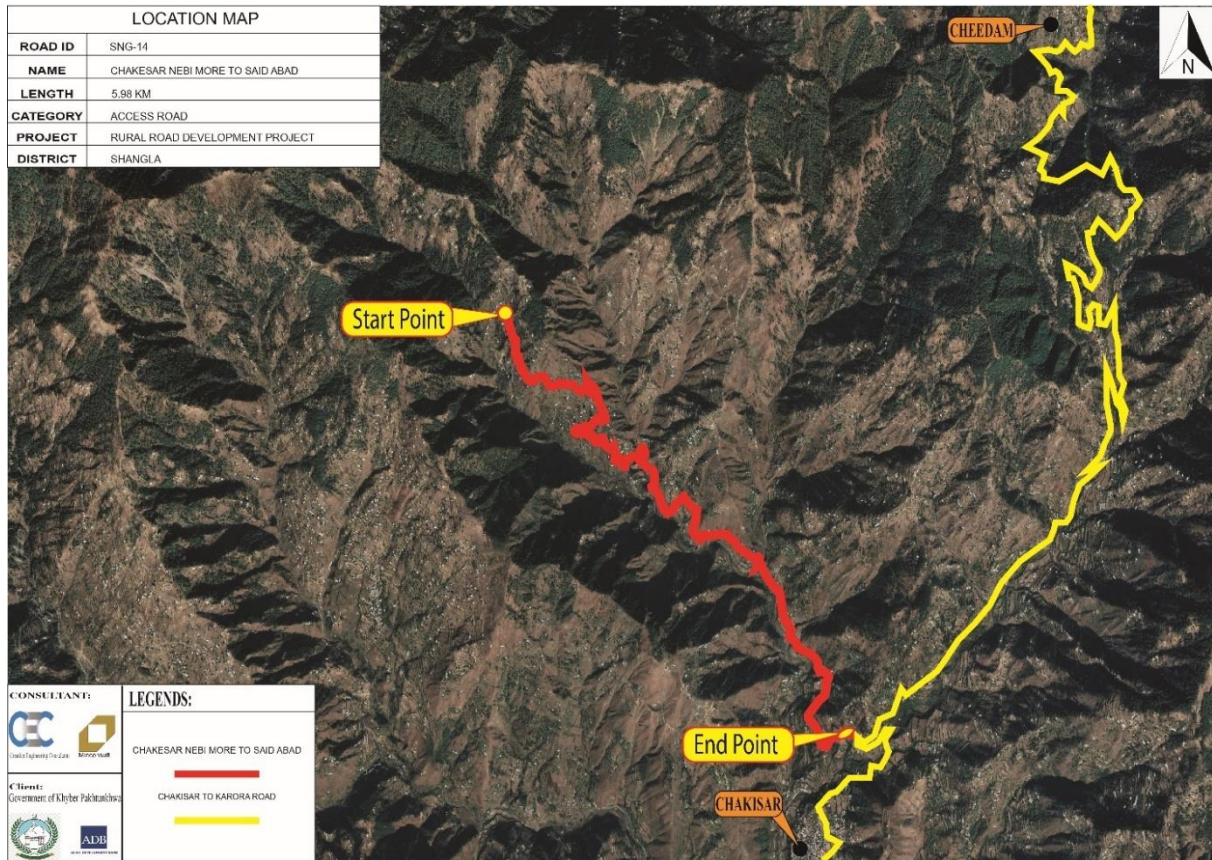 LOCATION MAP
ROAD ID SNG-14
NAME CHAKESAR NEBI MORE TO SAID ABAD
LENGTH 5.98 KM
CATEGORY ACCESS ROAD
PROJECT RURAL ROAD DEVELOPMENT PROJECT
DISTRICT SHANGLA
CHEEDAM
N
Start Point
End Point
CHAKISAR
CONSULTANT:
CEC
Client:
Government of Khyber Pakhtunkhwa
ADB
LEGENDS:
CHAKESAR NEBI MORE TO SAID ABAD
CHAKISAR TO KARORA ROAD